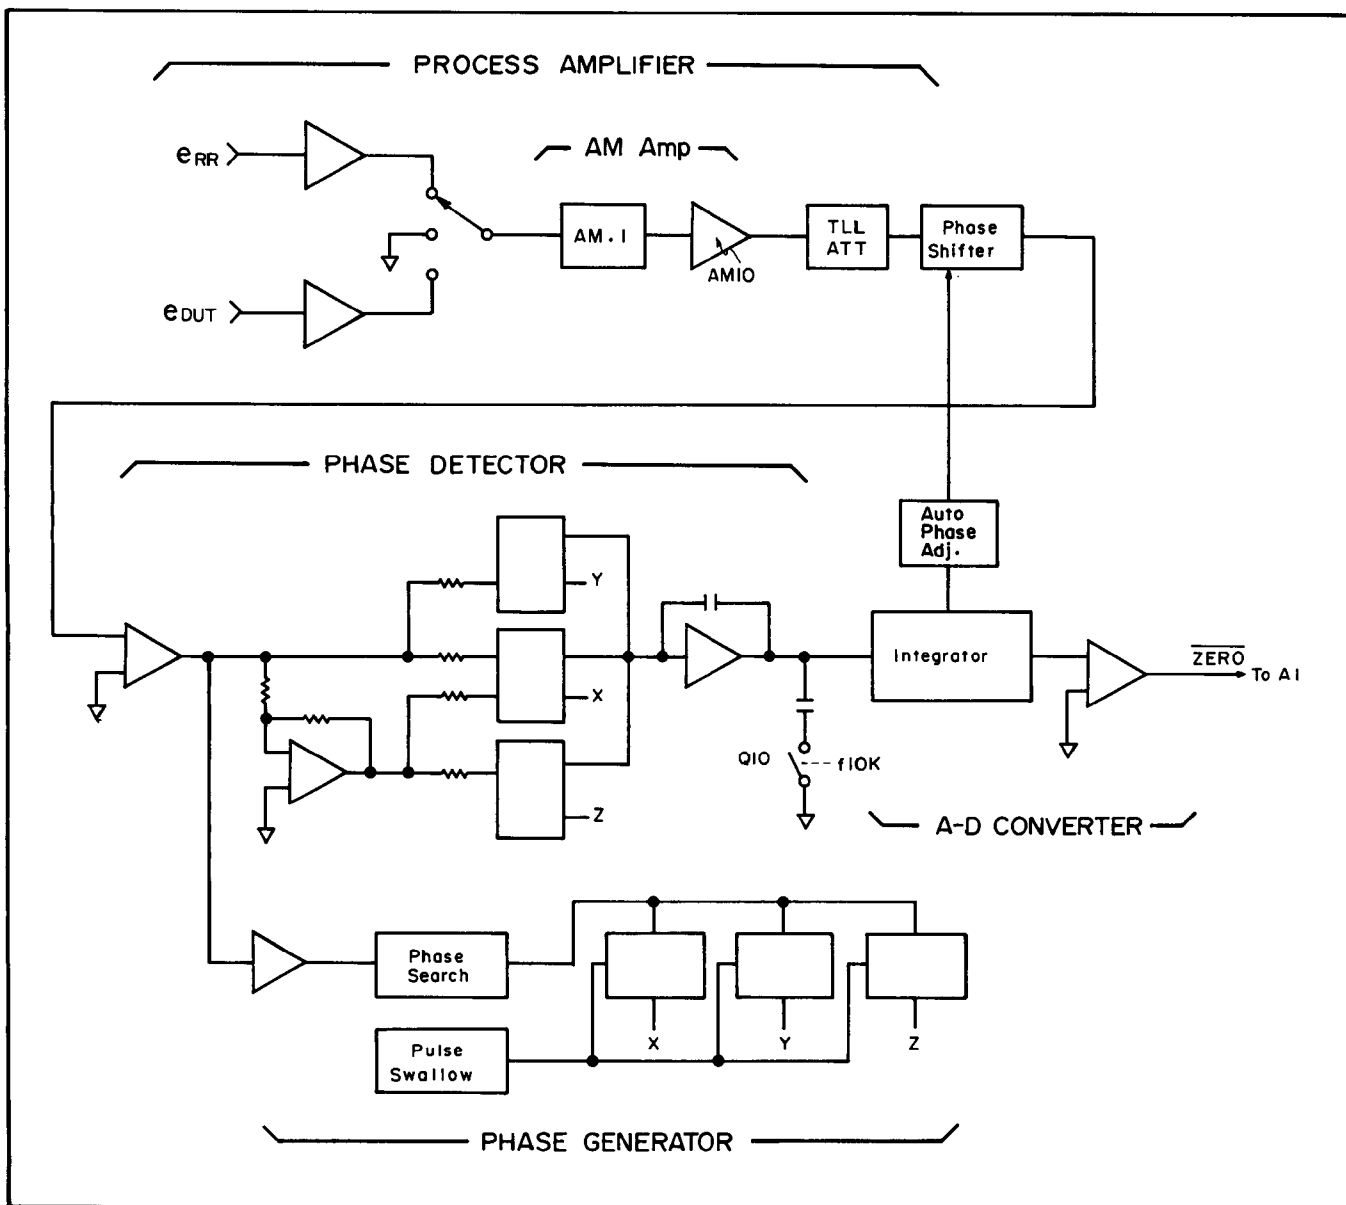 PROCESS AMPLIFIER
AM Amp
eRR
AM.1
TLL
ATT
Phase
Shifter
AM10
eDUT
PHASE DETECTOR
Auto
Phase
Adj.
Y
Integrator
ZERO
To A1
X
Q10
f10K
Z
A-D CONVERTER
Phase
Search
X
Y
Z
Pulse
Swallow
PHASE GENERATOR